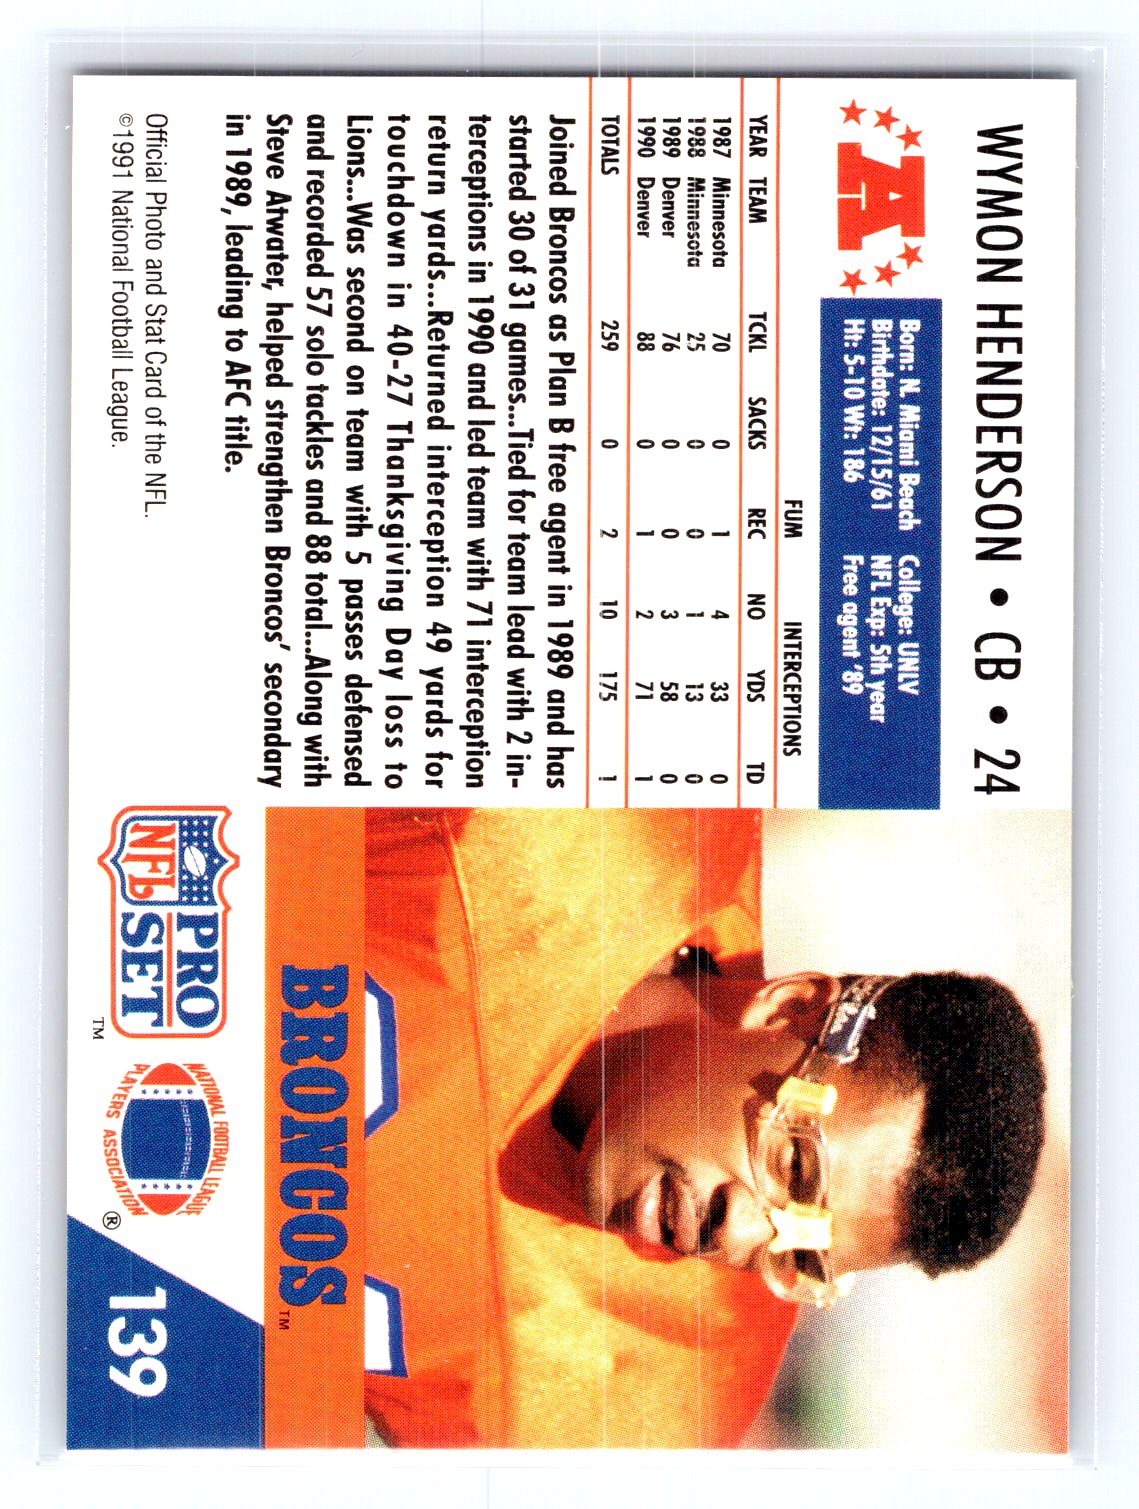 WYMON HENDERSON • CB • 24
A
Born: N. Miami Beach College: UNLV
Birthdate: 12/15/61 NFL Exp: 5th year
Ht: 5-10 Wt: 186 Free agent '89
FUM INTERCEPTIONS
YEAR TEAM TCKL SACKS REC NO YDS TD
1987 Minnesota 70 0 1 4 33 0
1988 Minnesota 25 0 0 1 13 0
1989 Denver 76 0 0 3 58 0
1990 Denver 88 0 1 2 71 1
TOTALS 259 0 2 10 175 1
Joined Broncos as Plan B free agent in 1989 and has
started 30 of 31 games...Tied for team lead with 2 in-
terceptions in 1990 and led team with 71 interception
return yards...Returned interception 49 yards for
touchdown in 40-27 Thanksgiving Day loss to
Lions...Was second on team with 5 passes defensed
and recorded 57 solo tackles and 88 total...Along with
Steve Atwater, helped strengthen Broncos' secondary
in 1989, leading to AFC title.
Official Photo and Stat Card of the NFL.
©1991 National Football League.
BRONCOS™
NFL
PRO
SET™
NATIONAL FOOTBALL LEAGUE
PLAYERS ASSOCIATION®
139